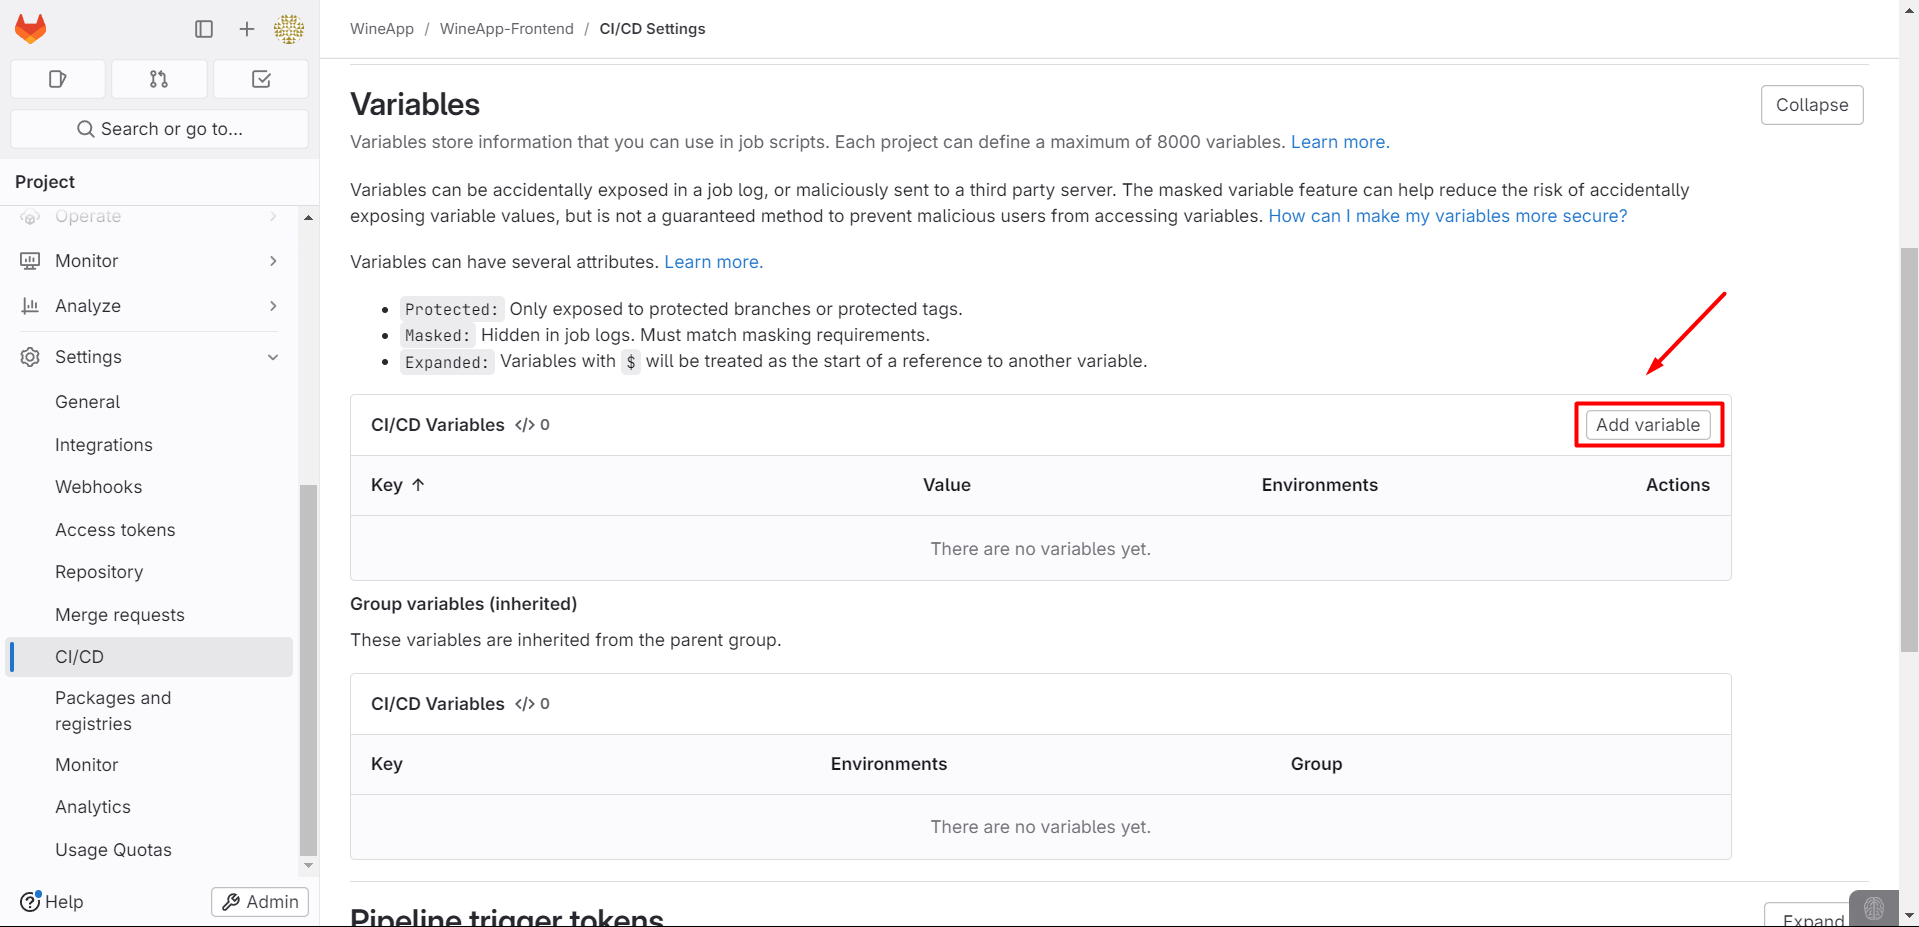 WineApp / WineApp-Frontend / CI/CD Settings
Search or go to...
Project
Operate
Monitor
Analyze
Settings
General
Integrations
Webhooks
Access tokens
Repository
Merge requests
CI/CD
Packages and
registries
Monitor
Analytics
Usage Quotas
Help
Admin
Variables
Collapse
Variables store information that you can use in job scripts. Each project can define a maximum of 8000 variables. Learn more.
Variables can be accidentally exposed in a job log, or maliciously sent to a third party server. The masked variable feature can help reduce the risk of accidentally
exposing variable values, but is not a guaranteed method to prevent malicious users from accessing variables. How can I make my variables more secure?
Variables can have several attributes. Learn more.
• Protected: Only exposed to protected branches or protected tags.
• Masked: Hidden in job logs. Must match masking requirements.
• Expanded: Variables with $ will be treated as the start of a reference to another variable.
CI/CD Variables </> 0
Add variable
Key ↑ Value Environments Actions
There are no variables yet.
Group variables (inherited)
These variables are inherited from the parent group.
CI/CD Variables </> 0
Key Environments Group
There are no variables yet.
Pipeline trigger tokens
Expand